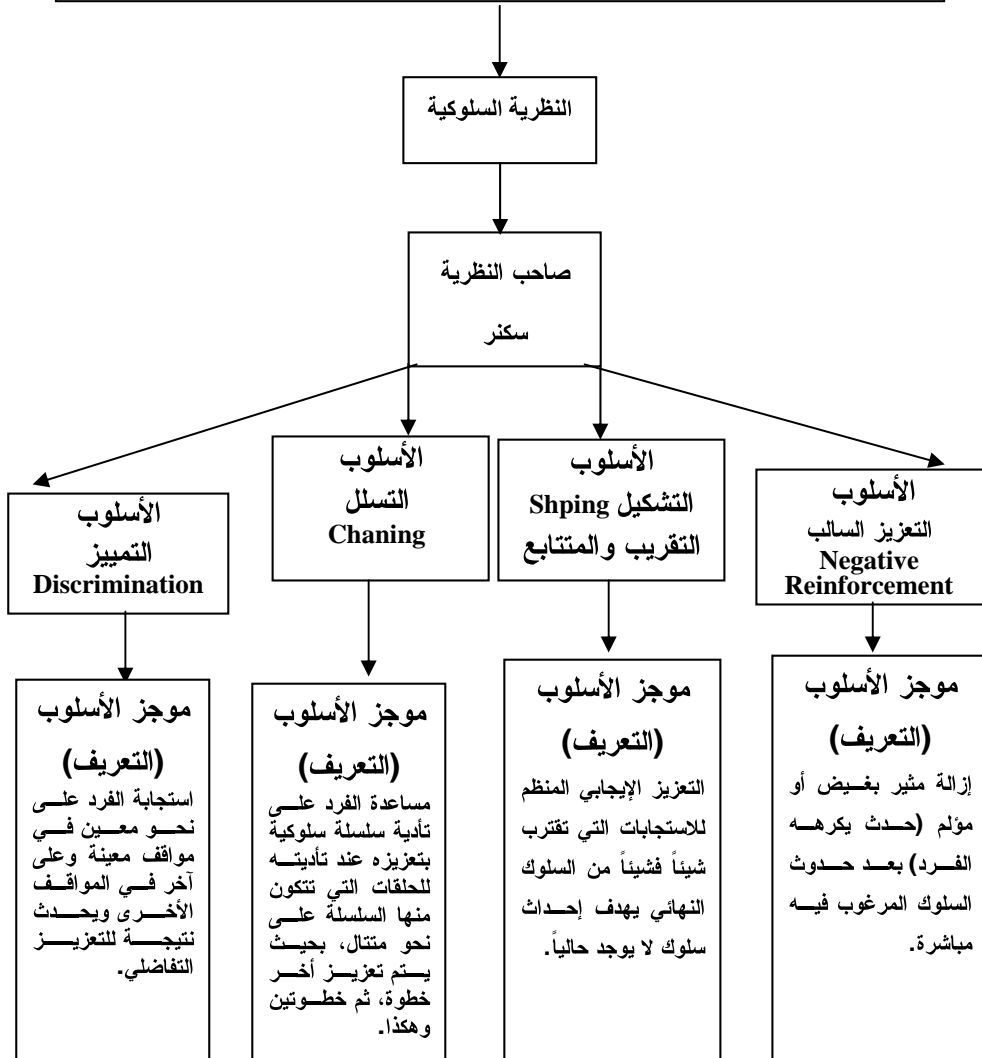 النظرية السلوكية
صاحب النظرية
سكنر
الأسلوب
التعزيز السالب
Negative
Reinforcement
الأسلوب
التشكيل Shping
التقريب والمتتابع
الأسلوب
التسلل
Chaning
الأسلوب
التمييز
Discrimination
موجز الأسلوب
(التعريف)
إزالة مثير بغيض أو
مؤلم (حدث يكرهه
الفرد) بعد حدوث
السلوك المرغوب فيه
مباشرة.
موجز الأسلوب
(التعريف)
التعزيز الإيجابي المنظم
للاستجابات التي تقترب
شيئاً فشيئاً من السلوك
النهائي يهدف إحداث
سلوك لا يوجد حالياً.
موجز الأسلوب
(التعريف)
مساعدة الفرد على
تأدية سلسلة سلوكية
بتعزيزه عند تأديته
للحلقات التي تتكون
منها السلسلة على
نحو متتال، بحيث
يتم تعزيز أخر
خطوة، ثم خطوتين
وهكذا.
موجز الأسلوب
(التعريف)
استجابة الفرد على
نحو معين في
مواقف معينة وعلى
آخر في المواقف
الأخرى ويحدث
نتيجة للتعزيز
التفاضلي.